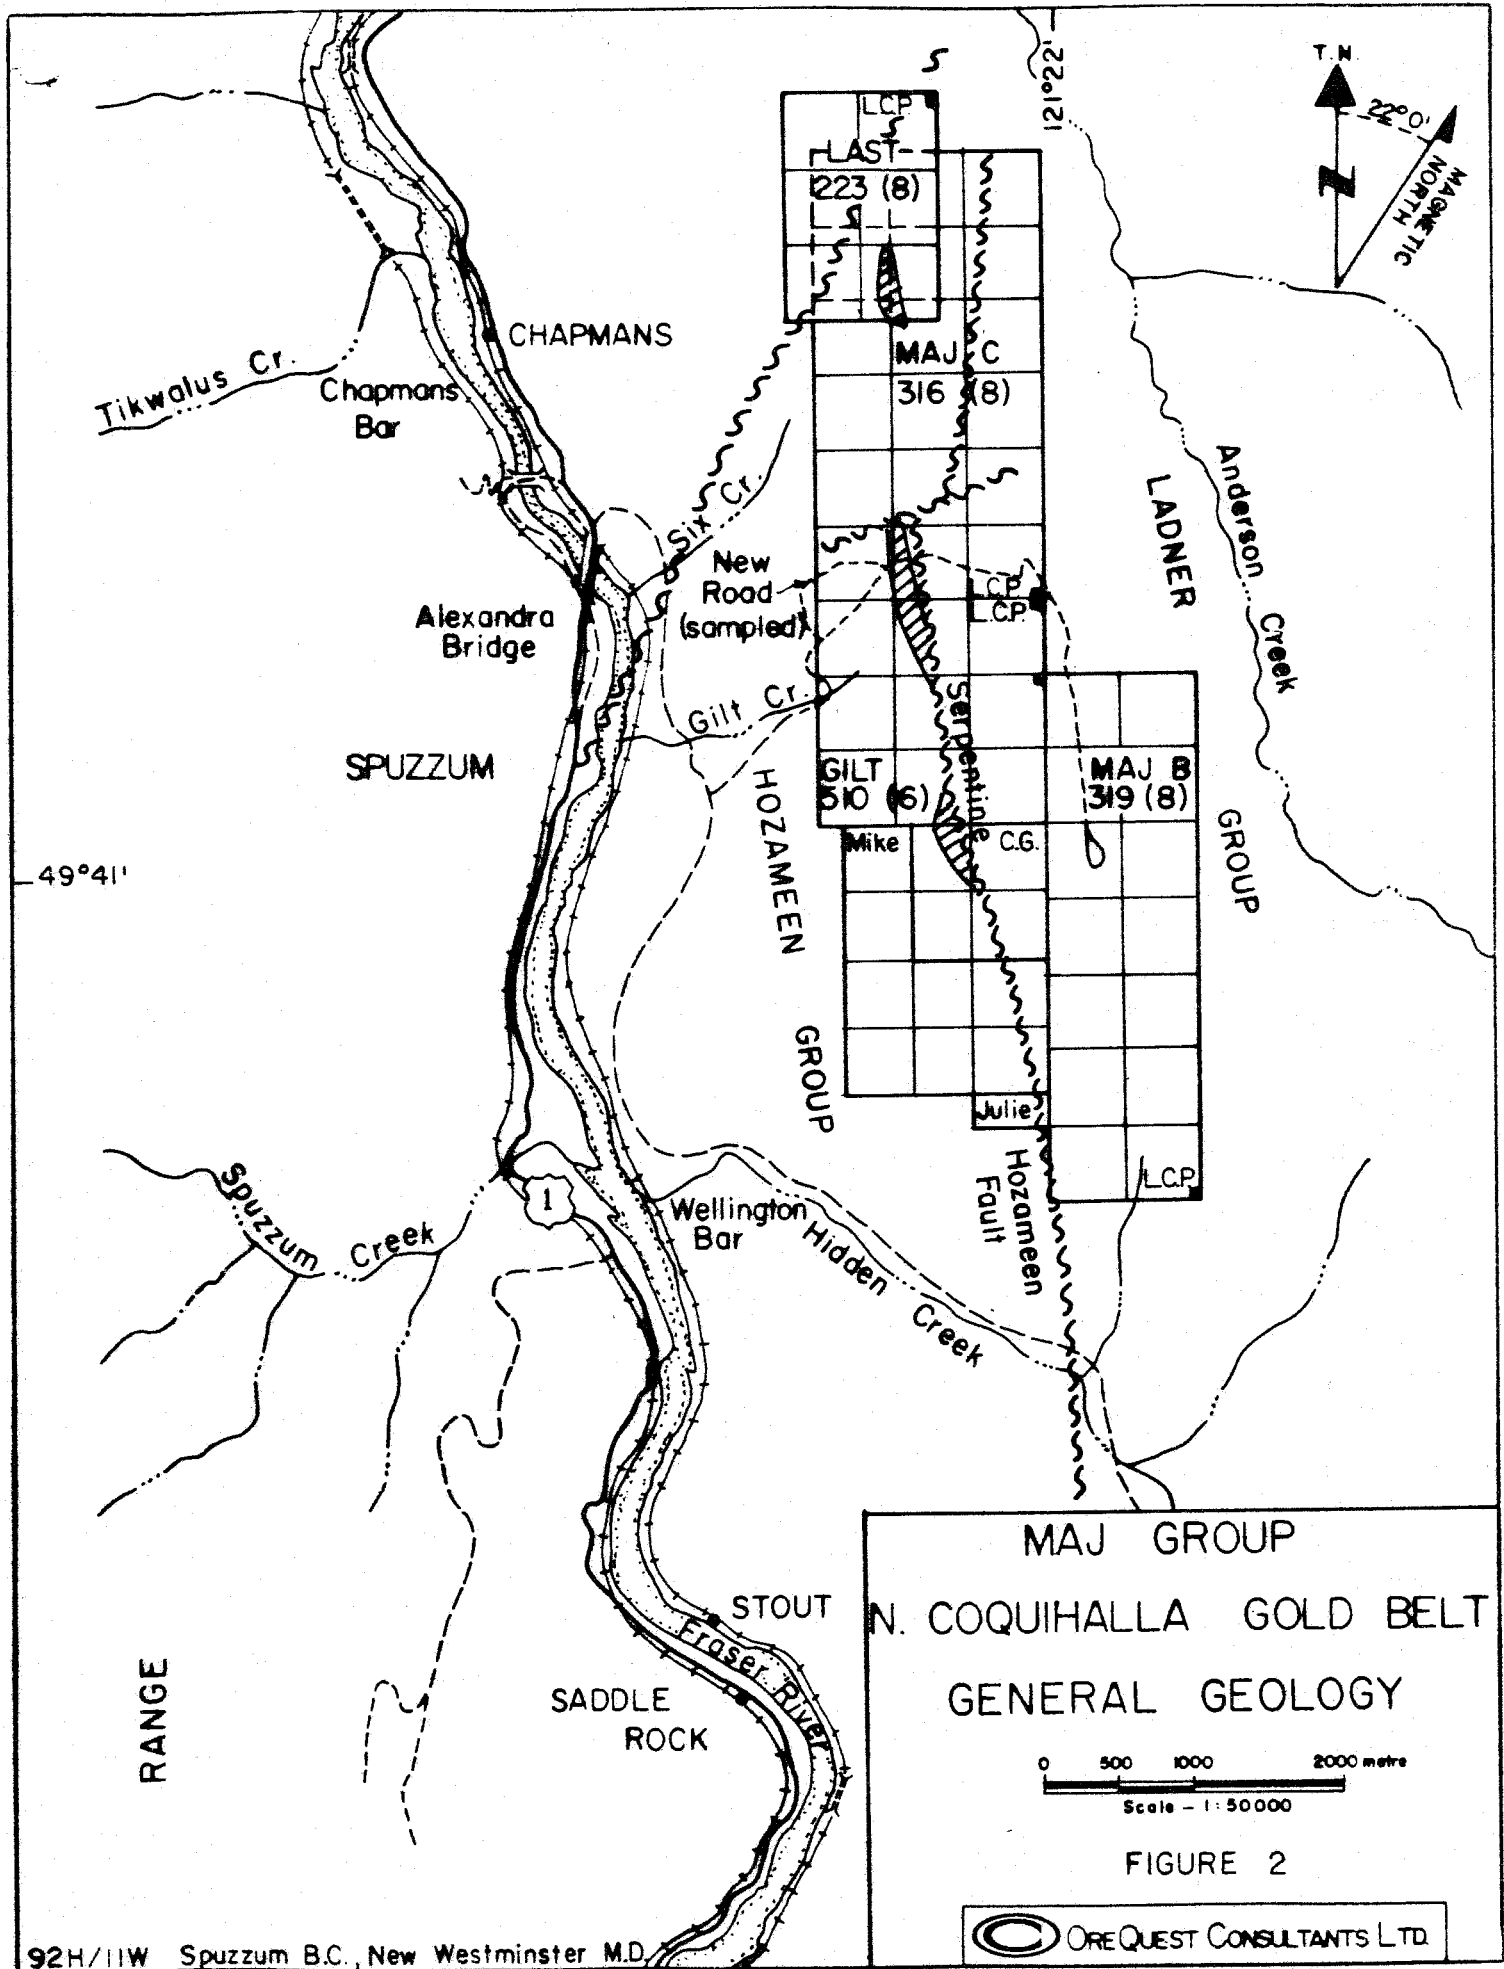 T.N.
22°0'
MAGNETIC
NORTH
121°22'
L.C.P.
LAST
223 (8)
CHAPMANS
Tikwalus Cr.
Chapmans
Bar
MAJ C
316 (8)
Six Cr.
Anderson Creek
LADNER
New
Road
(sampled)
L.C.P.
L.C.P.
Alexandra
Bridge
Gilt Cr.
Serpentine
SPUZZUM
GILT
510 (6)
MAJ B
319 (8)
HOZAMEEN
GROUP
Mike
C.G.
49°41'
GROUP
Julie
Hozameen
Fault
L.C.P.
Spuzzum Creek
1
Wellington
Bar
Hidden Creek
STOUT
Fraser River
SADDLE
ROCK
RANGE
MAJ GROUP
N. COQUIHALLA GOLD BELT
GENERAL GEOLOGY
0 500 1000 2000 metre
Scale - 1:50000
FIGURE 2
OREQUEST CONSULTANTS LTD.
92H/11W Spuzzum B.C., New Westminster M.D.